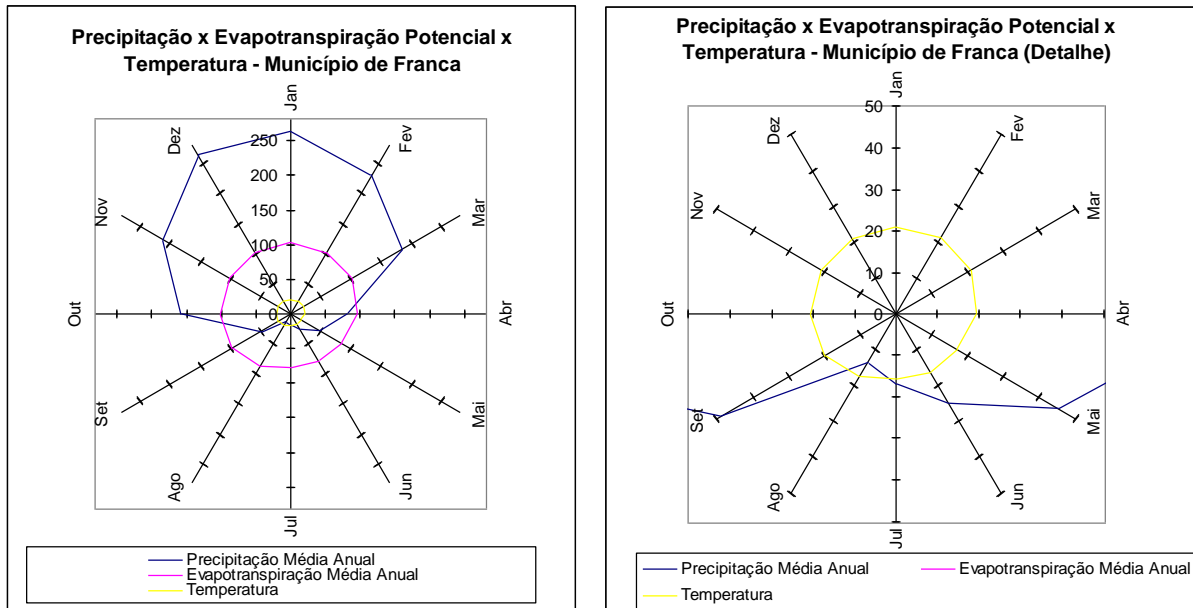 Precipitação x Evapotranspiração Potencial x
Temperatura - Município de Franca
Jan
Fev
Mar
Abr
Mai
Jun
Jul
Ago
Set
Out
Nov
Dez
250
200
150
100
50
0
Precipitação Média Anual
Evapotranspiração Média Anual
Temperatura
Precipitação x Evapotranspiração Potencial x
Temperatura - Município de Franca (Detalhe)
Jan
Fev
Mar
Abr
Mai
Jun
Jul
Ago
Set
Out
Nov
Dez
50
40
30
20
10
0
Precipitação Média Anual
Evapotranspiração Média Anual
Temperatura